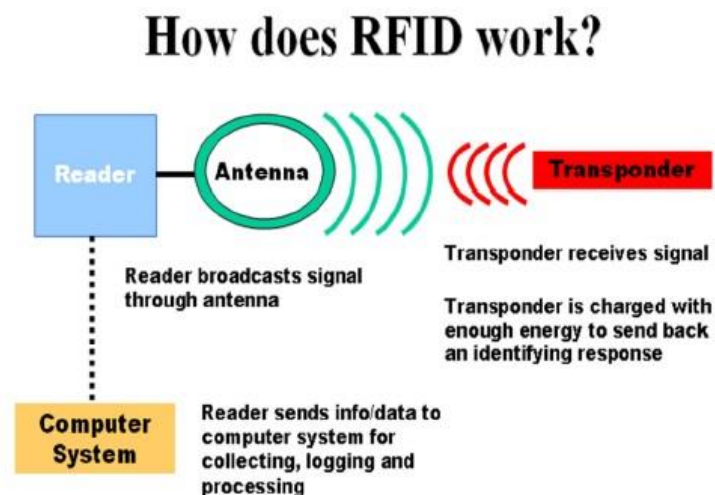 How does RFID work?
Reader
Antenna
Transponder
Reader broadcasts signal
through antenna
Transponder receives signal
Transponder is charged with
enough energy to send back
an identifying response
Computer
System
Reader sends info/data to
computer system for
collecting, logging and
processing